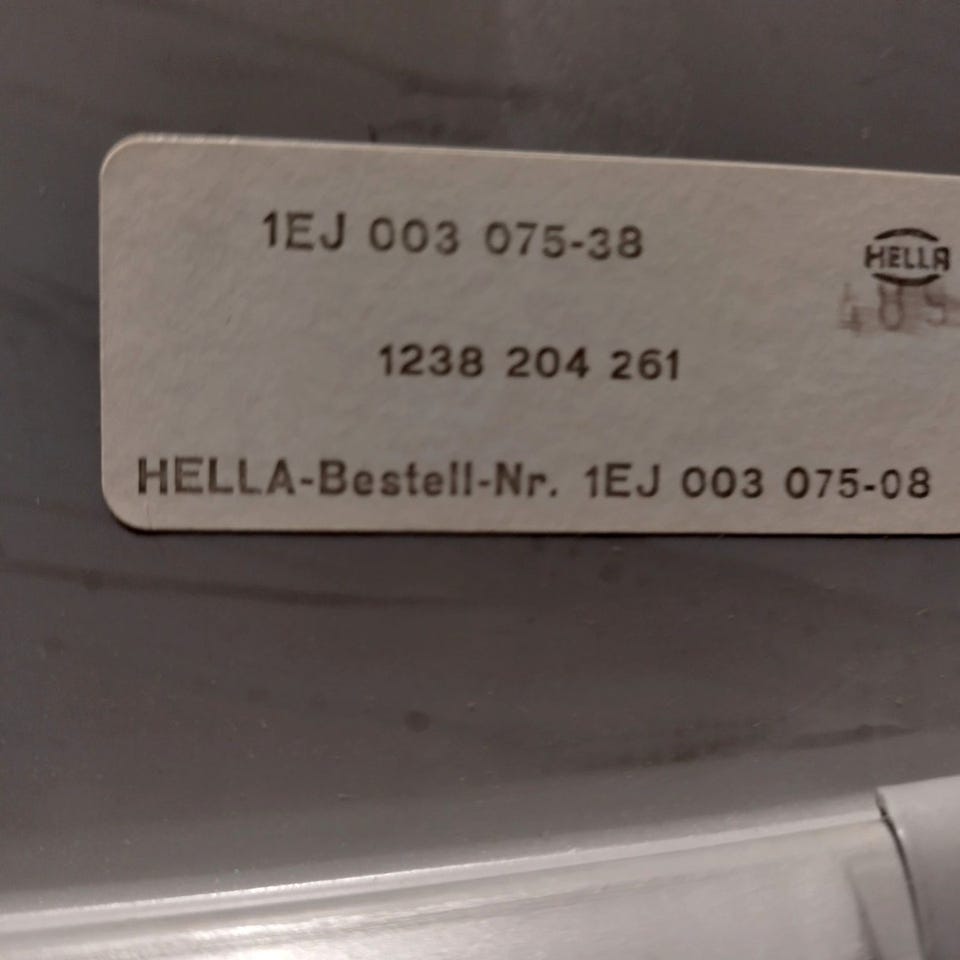 1EJ 003 075-38
HELLA
1238 204 261
HELLA-Bestell-Nr. 1EJ 003 075-08